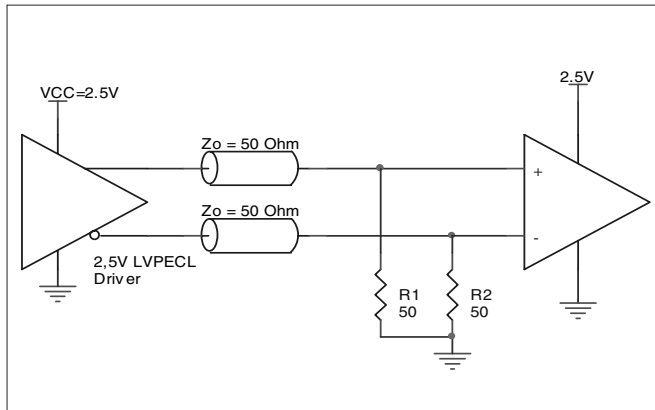 VCC=2.5V
2.5V
Zo = 50 Ohm
+
Zo = 50 Ohm
-
2,5V LVPECL
Driver
R1
50
R2
50